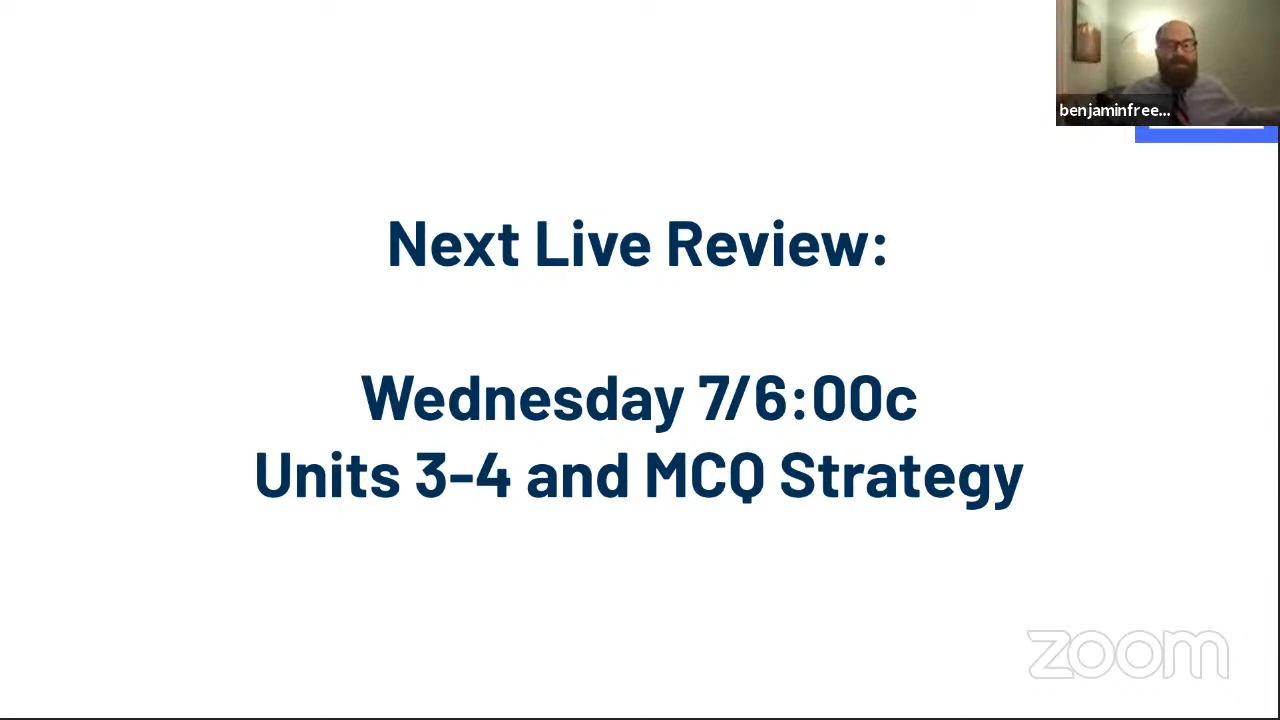 benjaminfree...
Next Live Review:
Wednesday 7/6:00c
Units 3-4 and MCQ Strategy
zoom